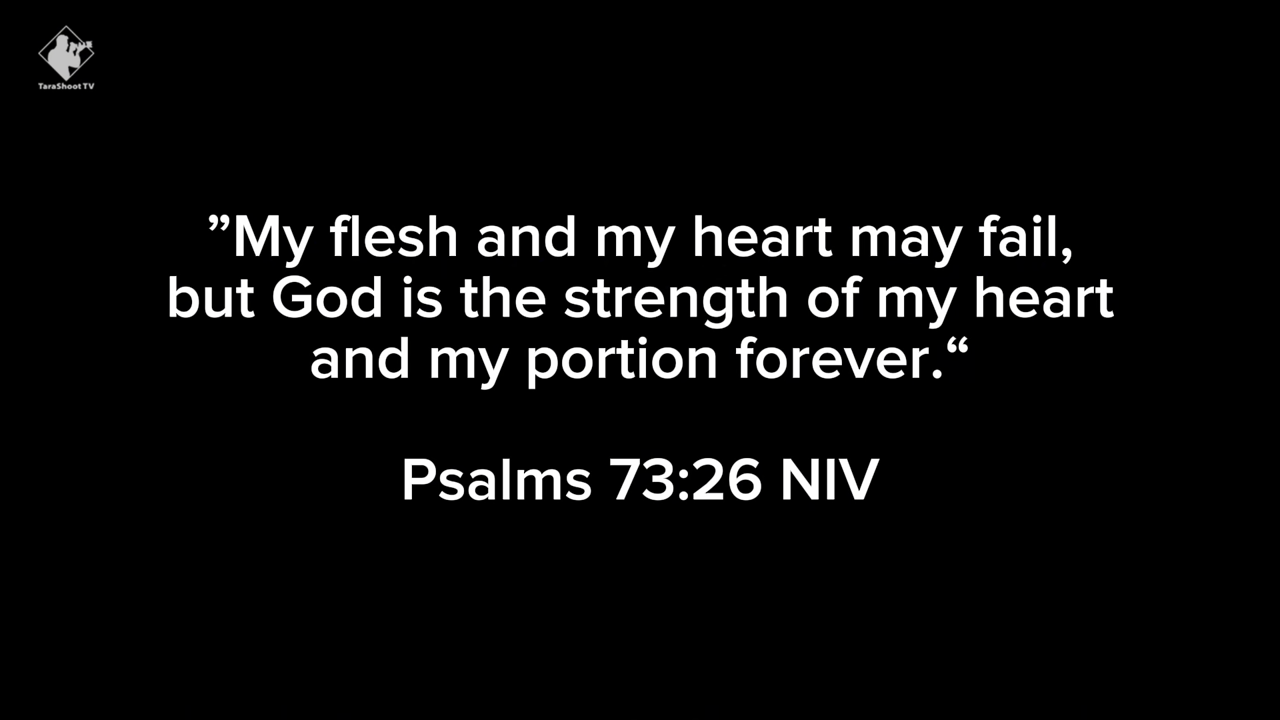 TaraShoot TV
”My flesh and my heart may fail,
but God is the strength of my heart
and my portion forever.“
Psalms 73:26 NIV